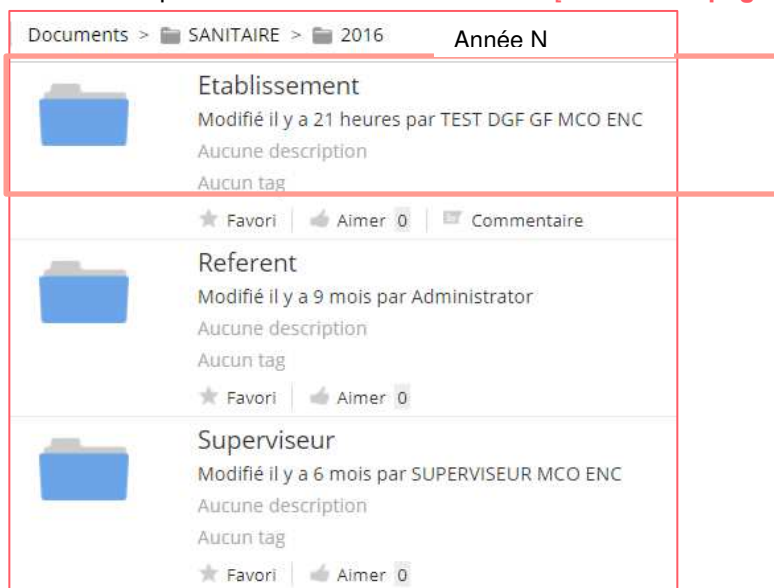 Documents > SANITAIRE > 2016 Année N
Etablissement
Modifié il y a 21 heures par TEST DGF GF MCO ENC
Aucune description
Aucun tag
Favori Aimer 0 Commentaire
Referent
Modifié il y a 9 mois par Administrator
Aucune description
Aucun tag
Favori Aimer 0
Superviseur
Modifié il y a 6 mois par SUPERVISEUR MCO ENC
Aucune description
Aucun tag
Favori Aimer 0